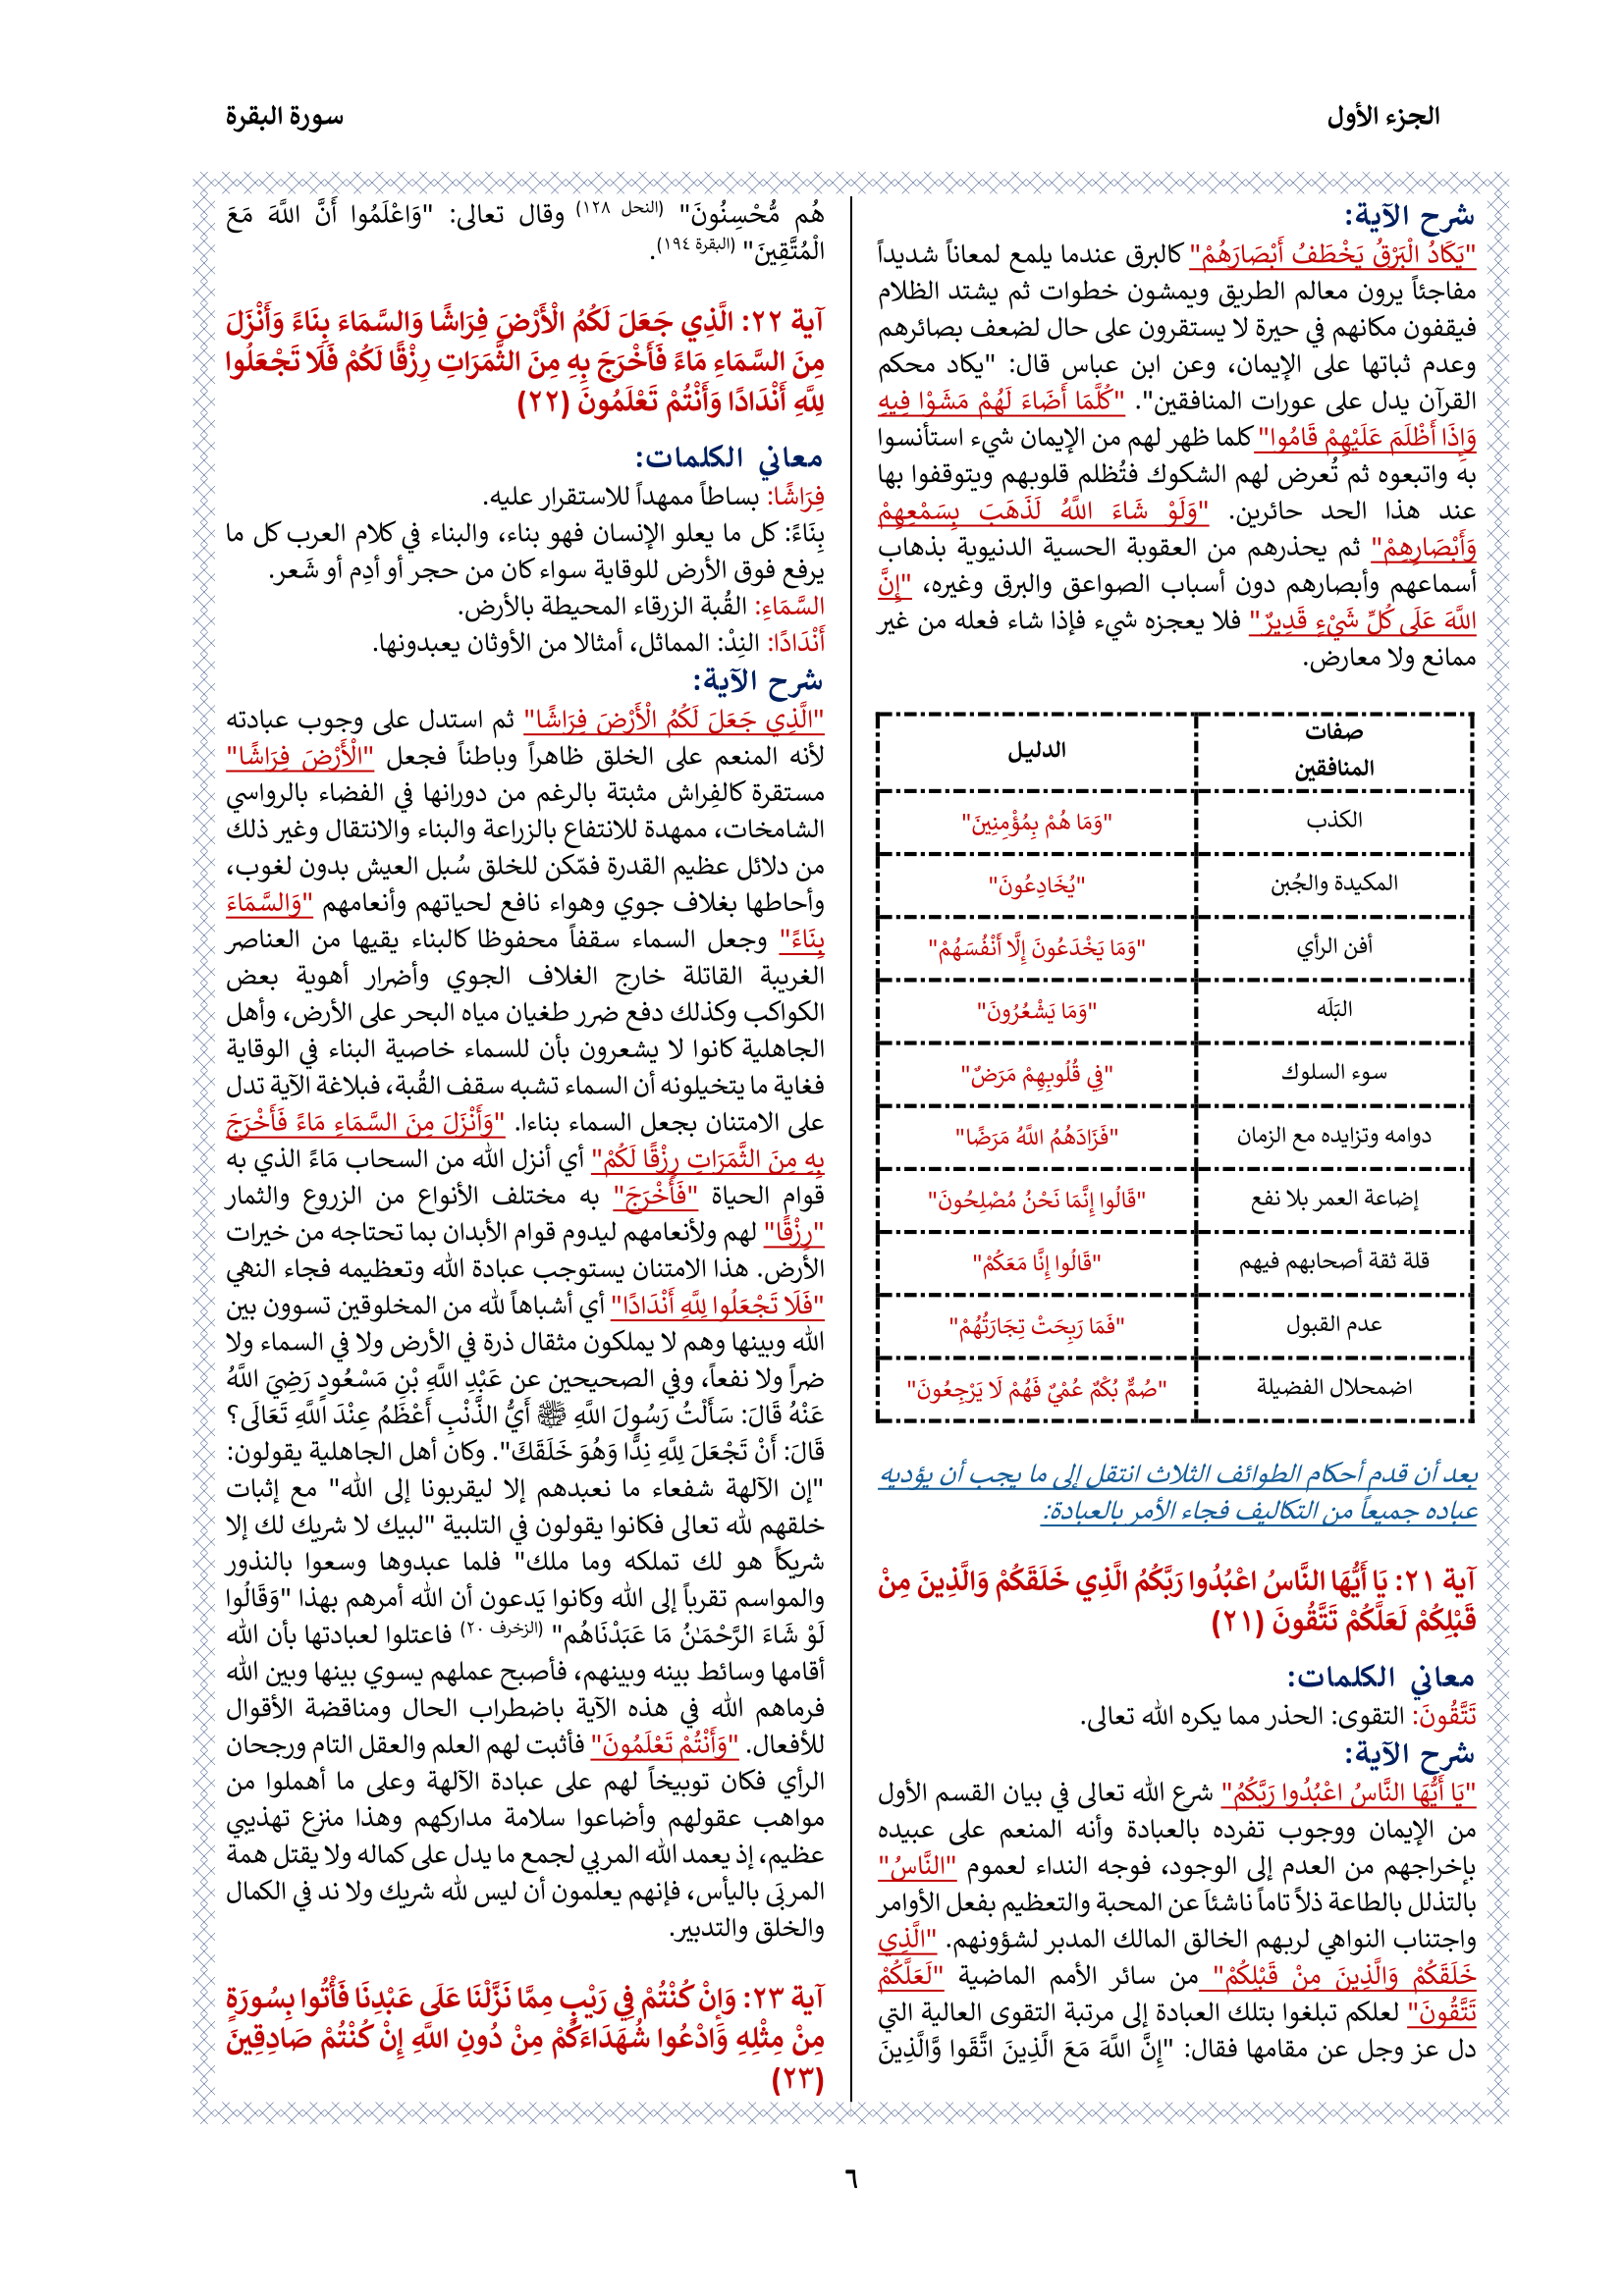 الجزء الأول
سورة البقرة
شرح الآية:
"يَكَادُ الْبَرْقُ يَخْطَفُ أَبْصَارَهُمْ" كالبرق عندما يلمع لمعاناً شديداً
مفاجئاً يرون معالم الطريق ويمشون خطوات ثم يشتد الظلام
فيقفون مكانهم في حيرة لا يستقرون على حال لضعف بصائرهم
وعدم ثباتها على الإيمان، وعن ابن عباس قال: "يكاد محكم
القرآن يدل على عورات المنافقين". "كُلَّمَا أَضَاءَ لَهُمْ مَشَوْا فِيهِ
وَإِذَا أَظْلَمَ عَلَيْهِمْ قَامُوا" كلما ظهر لهم من الإيمان شيء استأنسوا
به واتبعوه ثم تُعرض لهم الشكوك فتُظلم قلوبهم ويتوقفوا بها
عند هذا الحد حائرين. "وَلَوْ شَاءَ اللَّهُ لَذَهَبَ بِسَمْعِهِمْ
وَأَبْصَارِهِمْ" ثم يحذرهم من العقوبة الحسية الدنيوية بذهاب
أسماعهم وأبصارهم دون أسباب الصواعق والبرق وغيره، "إِنَّ
اللَّهَ عَلَى كُلِّ شَيْءٍ قَدِيرٌ" فلا يعجزه شيء فإذا شاء فعله من غير
ممانع ولا معارض.
صفات
المنافقين
الدليل
الكذب
"وَمَا هُمْ بِمُؤْمِنِينَ"
المكيدة والجُبن
"يُخَادِعُونَ"
أفن الرأي
"وَمَا يَخْدَعُونَ إِلَّا أَنْفُسَهُمْ"
البَلَه
"وَمَا يَشْعُرُونَ"
سوء السلوك
"فِي قُلُوبِهِمْ مَرَضٌ"
دوامه وتزايده مع الزمان
"فَزَادَهُمُ اللَّهُ مَرَضًا"
إضاعة العمر بلا نفع
"قَالُوا إِنَّمَا نَحْنُ مُصْلِحُونَ"
قلة ثقة أصحابهم فيهم
"قَالُوا إِنَّا مَعَكُمْ"
عدم القبول
"فَمَا رَبِحَتْ تِجَارَتُهُمْ"
اضمحلال الفضيلة
"صُمٌّ بُكْمٌ عُمْيٌ فَهُمْ لَا يَرْجِعُونَ"
بعد أن قدم أحكام الطوائف الثلاث انتقل إلى ما يجب أن يؤديه
عباده جميعاً من التكاليف فجاء الأمر بالعبادة:
آية ٢١: يَا أَيُّهَا النَّاسُ اعْبُدُوا رَبَّكُمُ الَّذِي خَلَقَكُمْ وَالَّذِينَ مِنْ
قَبْلِكُمْ لَعَلَّكُمْ تَتَّقُونَ (٢١)
معاني الكلمات:
تَتَّقُونَ: التقوى: الحذر مما يكره الله تعالى.
شرح الآية:
"يَا أَيُّهَا النَّاسُ اعْبُدُوا رَبَّكُمُ" شرع الله تعالى في بيان القسم الأول
من الإيمان ووجوب تفرده بالعبادة وأنه المنعم على عبيده
بإخراجهم من العدم إلى الوجود، فوجه النداء لعموم "النَّاسُ"
بالتذلل بالطاعة ذلاً تاماً ناشئاً عن المحبة والتعظيم بفعل الأوامر
واجتناب النواهي لربهم الخالق المالك المدبر لشؤونهم. "الَّذِي
خَلَقَكُمْ وَالَّذِينَ مِنْ قَبْلِكُمْ" من سائر الأمم الماضية "لَعَلَّكُمْ
تَتَّقُونَ" لعلكم تبلغوا بتلك العبادة إلى مرتبة التقوى العالية التي
دل عز وجل عن مقامها فقال: "إِنَّ اللَّهَ مَعَ الَّذِينَ اتَّقَوا وَّالَّذِينَ
هُم مُّحْسِنُونَ" (النحل ١٢٨) وقال تعالى: "وَاعْلَمُوا أَنَّ اللَّهَ مَعَ
الْمُتَّقِينَ" (البقرة ١٩٤).
آية ٢٢: الَّذِي جَعَلَ لَكُمُ الْأَرْضَ فِرَاشًا وَالسَّمَاءَ بِنَاءً وَأَنْزَلَ
مِنَ السَّمَاءِ مَاءً فَأَخْرَجَ بِهِ مِنَ الثَّمَرَاتِ رِزْقًا لَكُمْ فَلَا تَجْعَلُوا
لِلَّهِ أَنْدَادًا وَأَنْتُمْ تَعْلَمُونَ (٢٢)
معاني الكلمات:
فِرَاشًا: بساطاً ممهداً للاستقرار عليه.
بِنَاءً: كل ما يعلو الإنسان فهو بناء، والبناء في كلام العرب كل ما
يرفع فوق الأرض للوقاية سواء كان من حجر أو أدِم أو شَعر.
السَّمَاءِ: القُبة الزرقاء المحيطة بالأرض.
أَنْدَادًا: النِدْ: المماثل، أمثالا من الأوثان يعبدونها.
شرح الآية:
"الَّذِي جَعَلَ لَكُمُ الْأَرْضَ فِرَاشًا" ثم استدل على وجوب عبادته
لأنه المنعم على الخلق ظاهراً وباطناً فجعل "الْأَرْضَ فِرَاشًا"
مستقرة كالفِراش مثبتة بالرغم من دورانها في الفضاء بالرواسي
الشامخات، ممهدة للانتفاع بالزراعة والبناء والانتقال وغير ذلك
من دلائل عظيم القدرة فمّكن للخلق سُبل العيش بدون لغوب،
وأحاطها بغلاف جوي وهواء نافع لحياتهم وأنعامهم "وَالسَّمَاءَ
بِنَاءً" وجعل السماء سقفاً محفوظا كالبناء يقيها من العناصر
الغريبة القاتلة خارج الغلاف الجوي وأضرار أهوية بعض
الكواكب وكذلك دفع ضرر طغيان مياه البحر على الأرض، وأهل
الجاهلية كانوا لا يشعرون بأن للسماء خاصية البناء في الوقاية
فغاية ما يتخيلونه أن السماء تشبه سقف القُبة، فبلاغة الآية تدل
على الامتنان بجعل السماء بناءا. "وَأَنْزَلَ مِنَ السَّمَاءِ مَاءً فَأَخْرَجَ
بِهِ مِنَ الثَّمَرَاتِ رِزْقًا لَكُمْ" أي أنزل الله من السحاب مَاءً الذي به
قوام الحياة "فَأَخْرَجَ" به مختلف الأنواع من الزروع والثمار
"رِزْقًا" لهم ولأنعامهم ليدوم قوام الأبدان بما تحتاجه من خيرات
الأرض. هذا الامتنان يستوجب عبادة الله وتعظيمه فجاء النهي
"فَلَا تَجْعَلُوا لِلَّهِ أَنْدَادًا" أي أشباهاً لله من المخلوقين تسوون بين
الله وبينها وهم لا يملكون مثقال ذرة في الأرض ولا في السماء ولا
ضراً ولا نفعاً، وفي الصحيحين عن عَبْدِ اللَّهِ بْنِ مَسْعُودٍ رَضِيَ اللَّهُ
عَنْهُ قَالَ: سَأَلْتُ رَسُولَ اللَّهِ ﷺ أَيُّ الذَّنْبِ أَعْظَمُ عِنْدَ اللَّهِ تَعَالَى؟
قَالَ: أَنْ تَجْعَلَ لِلَّهِ نِدًّا وَهُوَ خَلَقَكَ". وكان أهل الجاهلية يقولون:
"إن الآلهة شفعاء ما نعبدهم إلا ليقربونا إلى الله" مع إثبات
خلقهم لله تعالى فكانوا يقولون في التلبية "لبيك لا شريك لك إلا
شريكاً هو لك تملكه وما ملك" فلما عبدوها وسعوا بالنذور
والمواسم تقرباً إلى الله وكانوا يَدعون أن الله أمرهم بهذا "وَقَالُوا
لَوْ شَاءَ الرَّحْمَـٰنُ مَا عَبَدْنَاهُم" (الزخرف ٢٠) فاعتلوا لعبادتها بأن الله
أقامها وسائط بينه وبينهم، فأصبح عملهم يسوي بينها وبين الله
فرماهم الله في هذه الآية باضطراب الحال ومناقضة الأقوال
للأفعال. "وَأَنْتُمْ تَعْلَمُونَ" فأثبت لهم العلم والعقل التام ورجحان
الرأي فكان توبيخاً لهم على عبادة الآلهة وعلى ما أهملوا من
مواهب عقولهم وأضاعوا سلامة مداركهم وهذا منزع تهذيبي
عظيم، إذ يعمد الله المربي لجمع ما يدل على كماله ولا يقتل همة
المربَى باليأس، فإنهم يعلمون أن ليس لله شريك ولا ند في الكمال
والخلق والتدبير.
آية ٢٣: وَإِنْ كُنْتُمْ فِي رَيْبٍ مِمَّا نَزَّلْنَا عَلَى عَبْدِنَا فَأْتُوا بِسُورَةٍ
مِنْ مِثْلِهِ وَادْعُوا شُهَدَاءَكُمْ مِنْ دُونِ اللَّهِ إِنْ كُنْتُمْ صَادِقِينَ
(٢٣)
٦